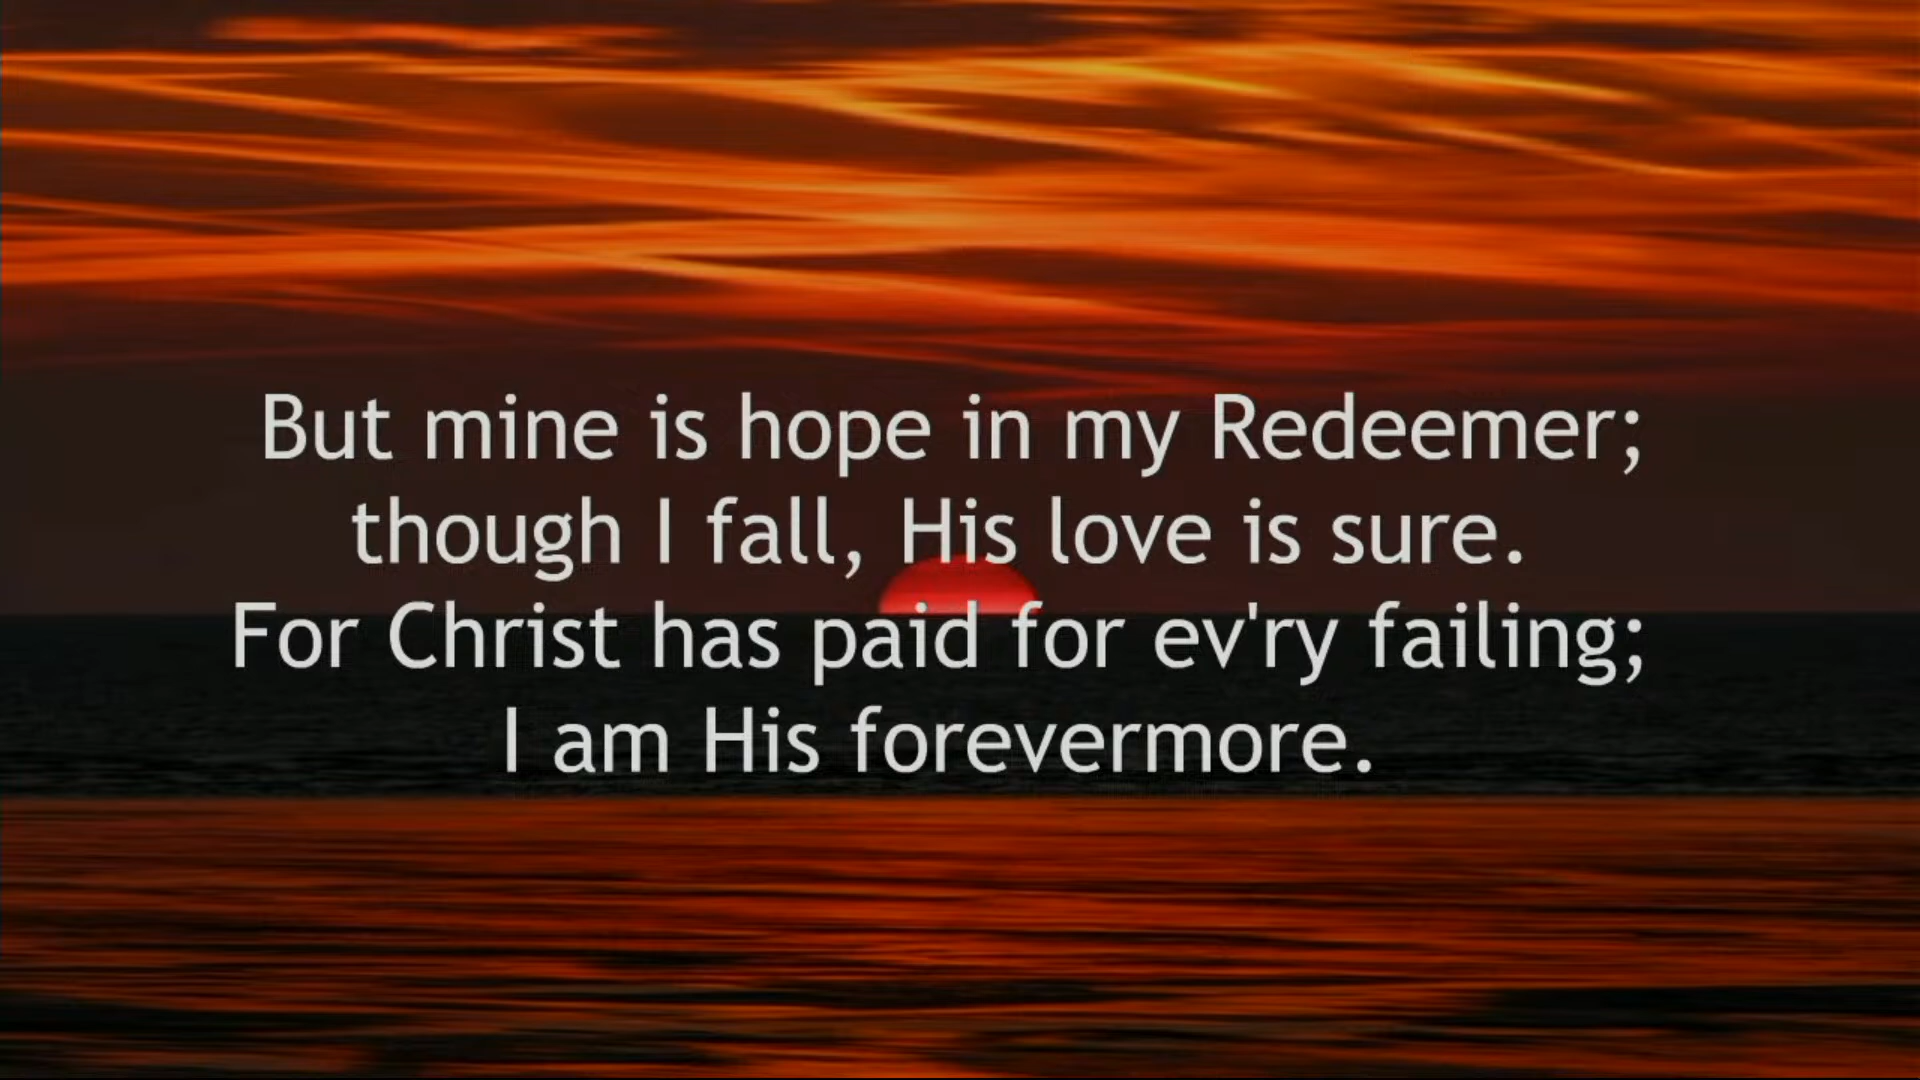 But mine is hope in my Redeemer;
though I fall, His love is sure.
For Christ has paid for ev'ry failing;
I am His forevermore.